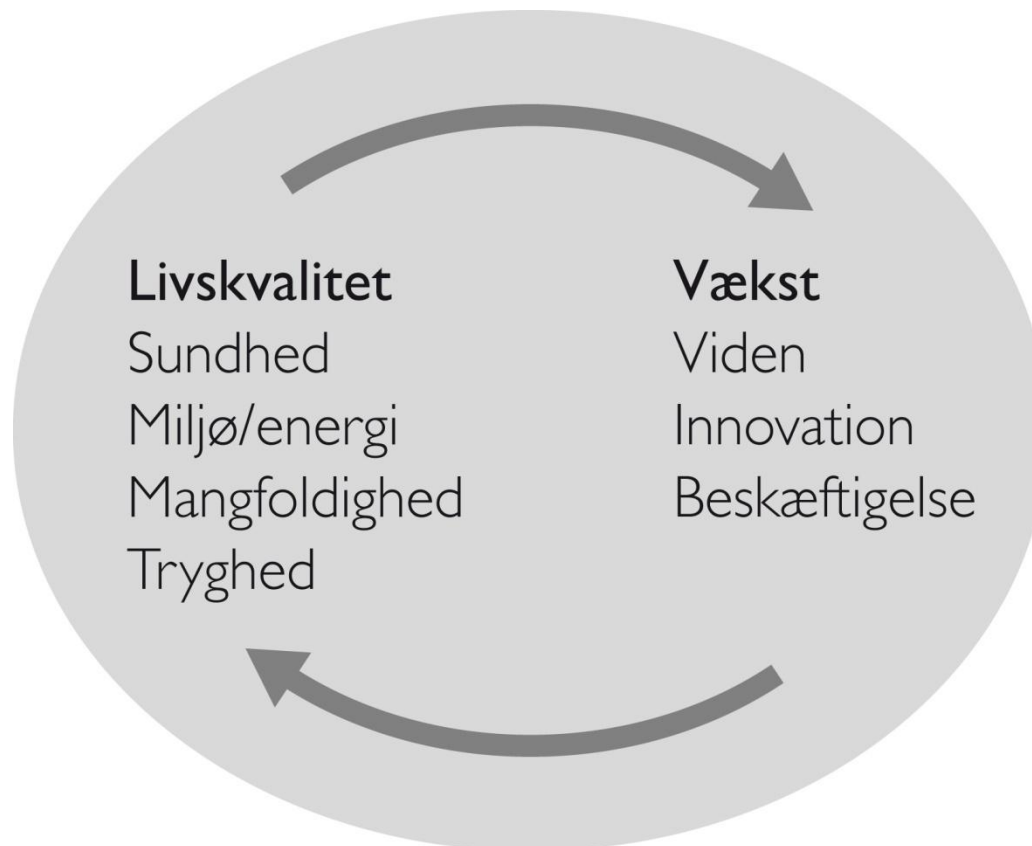 Livskvalitet
Sundhed
Miljø/energi
Mangfoldighed
Tryghed
Vækst
Viden
Innovation
Beskæftigelse